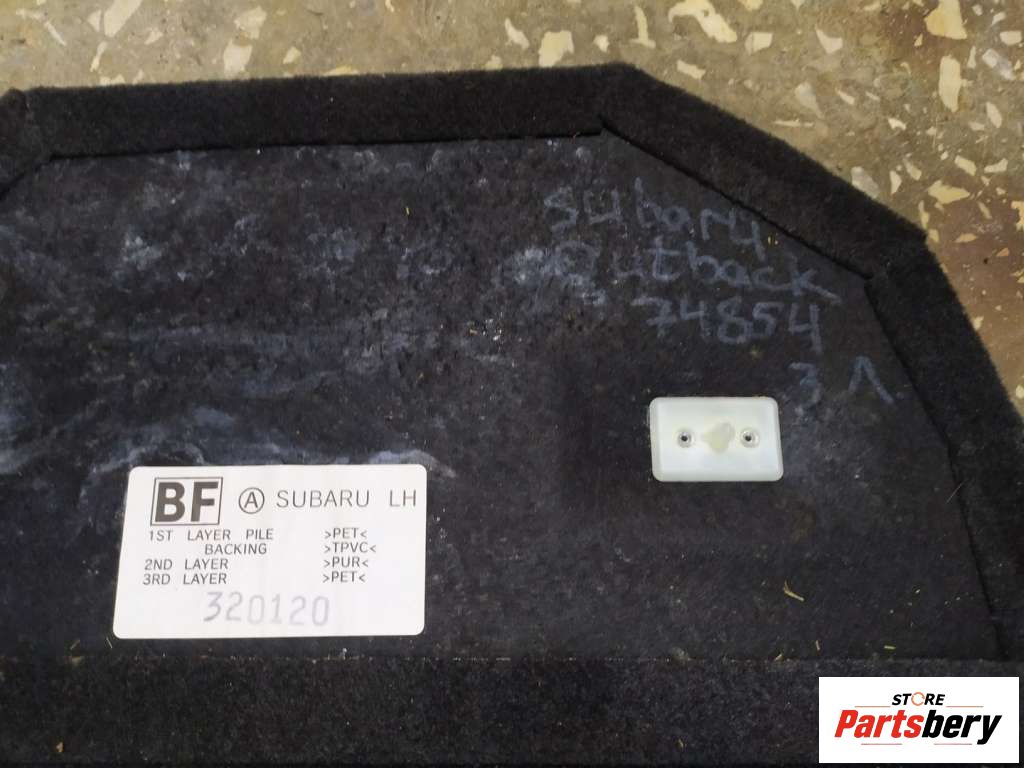 Subaru
Outback
74854
3 Л
BF Ⓐ SUBARU LH
1ST LAYER PILE >PET<
BACKING >TPVC<
2ND LAYER >PUR<
3RD LAYER >PET<
320120
STORE
Partsbery